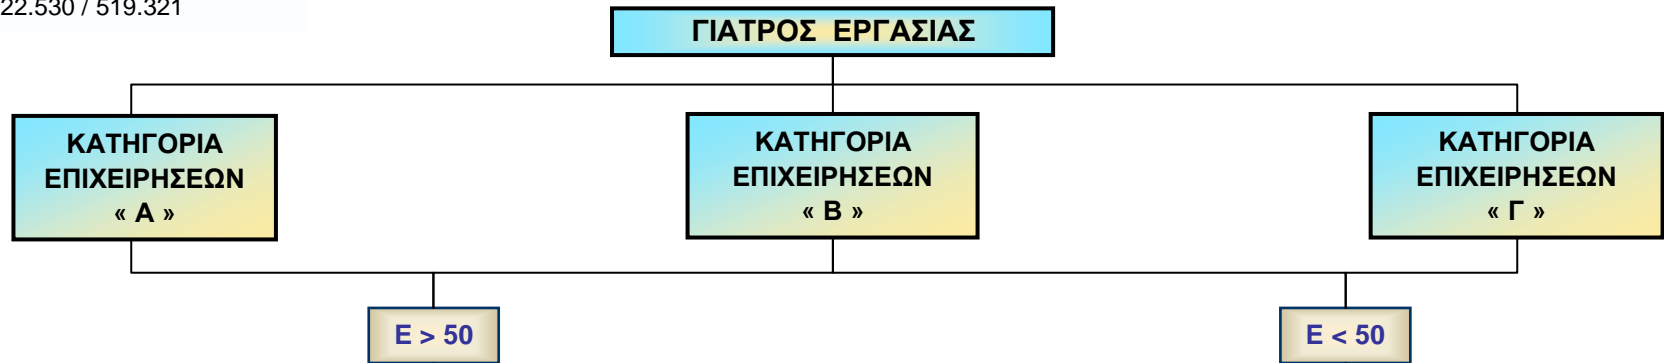 22.530 / 519.321
ΓΙΑΤΡΟΣ ΕΡΓΑΣΙΑΣ
ΚΑΤΗΓΟΡΙΑ
ΕΠΙΧΕΙΡΗΣΕΩΝ
« Α »
ΚΑΤΗΓΟΡΙΑ
ΕΠΙΧΕΙΡΗΣΕΩΝ
« Β »
ΚΑΤΗΓΟΡΙΑ
ΕΠΙΧΕΙΡΗΣΕΩΝ
« Γ »
Ε > 50
Ε < 50